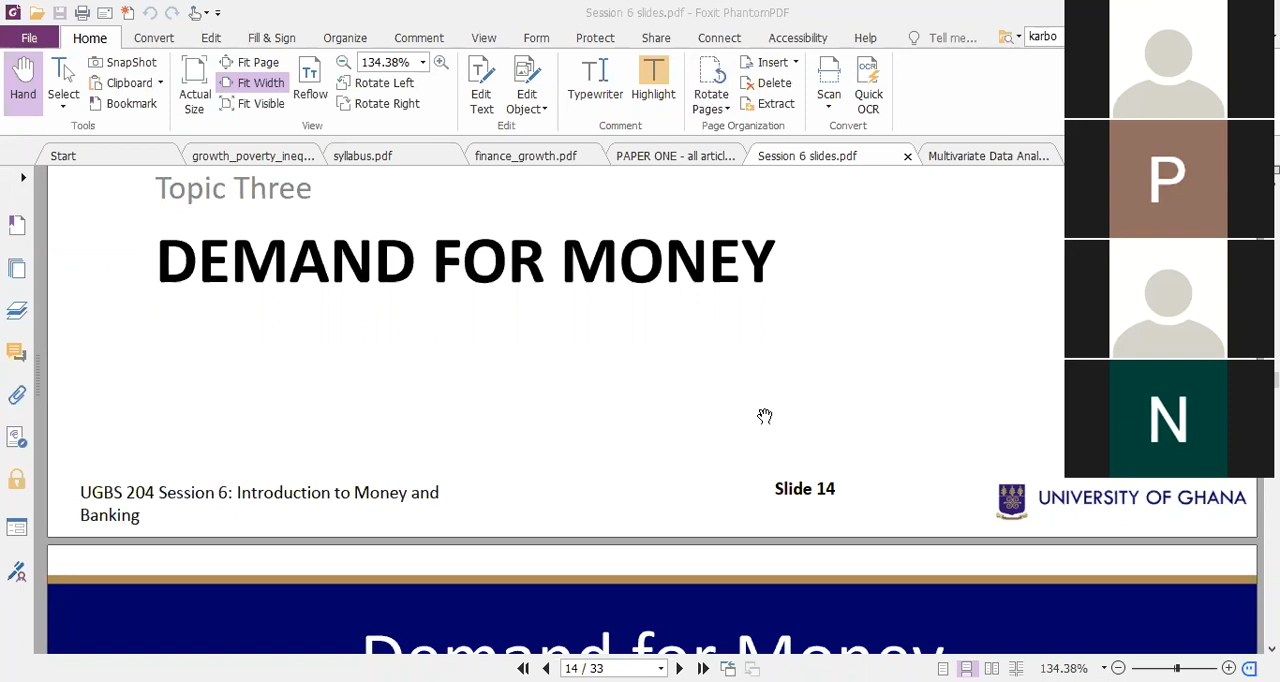 Session 6 slides.pdf - Foxit PhantomPDF
File Home Convert Edit Fill & Sign Organize Comment View Form Protect Share Connect Accessibility Help Tell me... karbo
Hand
Select
SnapShot
Clipboard
Bookmark
Tools
Actual
Size
Fit Page
Fit Width
Fit Visible
Reflow
134.38%
Rotate Left
Rotate Right
View
Edit
Text
Edit
Object
Edit
Typewriter
Highlight
Comment
Rotate
Pages
Insert
Delete
Extract
Page Organization
Scan
Quick
OCR
Convert
Start growth_poverty_ineq... syllabus.pdf finance_growth.pdf PAPER ONE - all articl... Session 6 slides.pdf Multivariate Data Anal...
Topic Three
DEMAND FOR MONEY
P
N
UGBS 204 Session 6: Introduction to Money and
Banking
Slide 14
UNIVERSITY OF GHANA
Demand for Money
14 / 33
134.38%